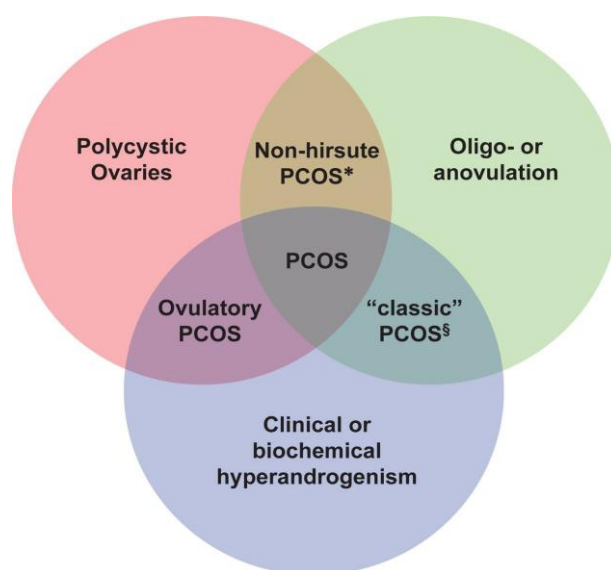 Polycystic
Ovaries
Non-hirsute
PCOS*
Oligo- or
anovulation
PCOS
Ovulatory
PCOS
“classic”
PCOS§
Clinical or
biochemical
hyperandrogenism